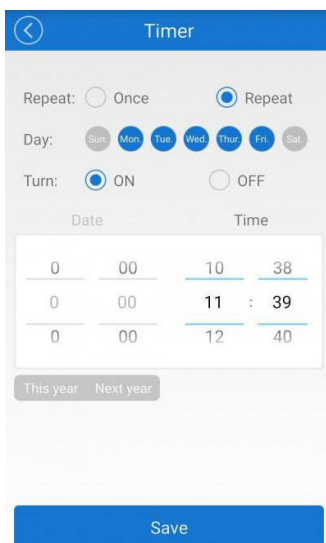 Timer
Repeat: Once Repeat
Day: Sun. Mon. Tue. Wed. Thur. Fri. Sat.
Turn: ON OFF
Date Time
0 00 10 38
0 00 11 : 39
0 00 12 40
This year Next year
Save